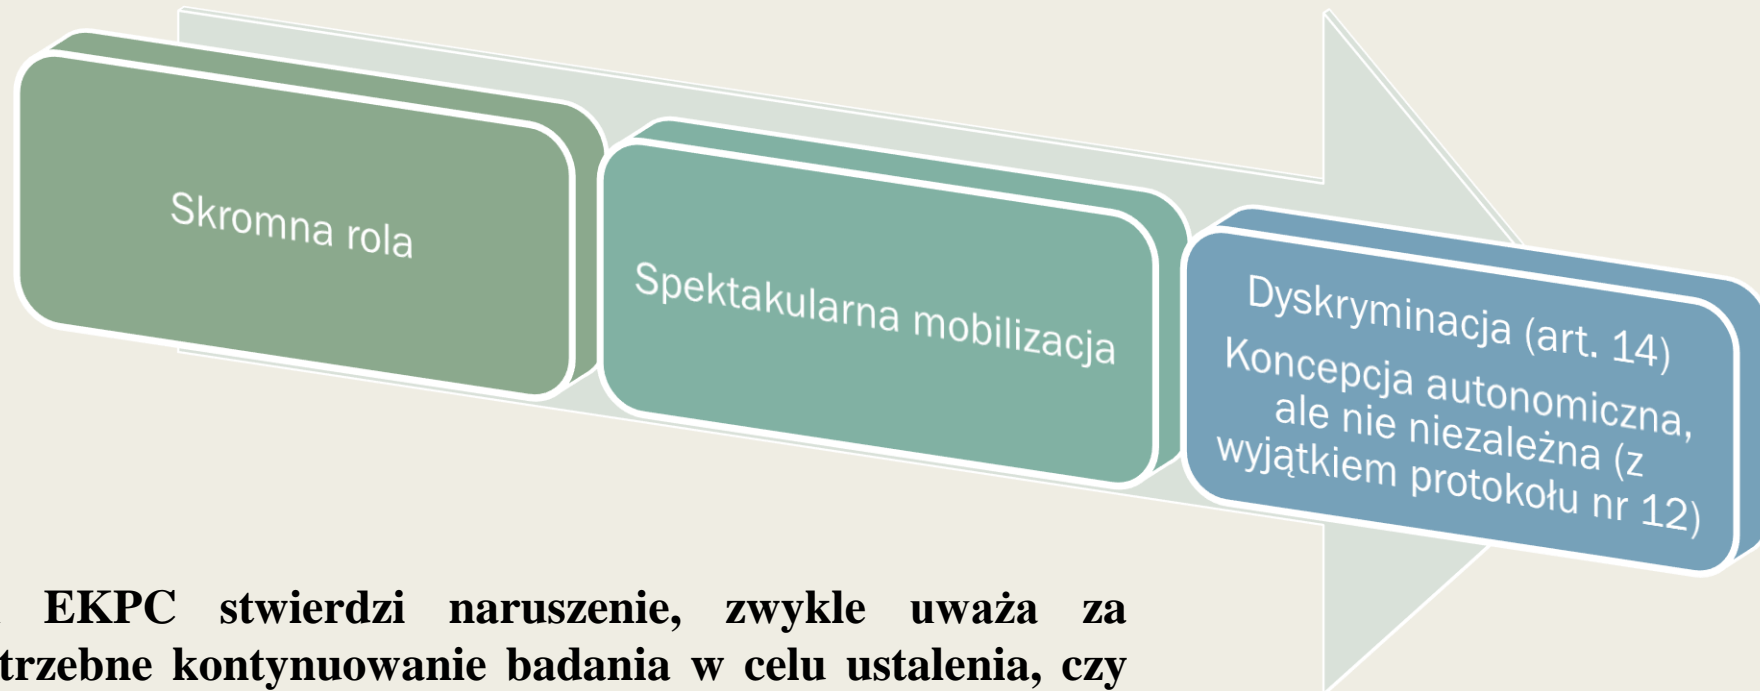 Skromna rola
Spektakularna mobilizacja
Dyskryminacja (art. 14)
Koncepcja autonomiczna,
ale nie niezależna (z
wyjątkiem protokołu nr 12)
EKPC stwierdzi naruszenie, zwykle uważa za
kontynuowanie badania w celu ustalenia, czy